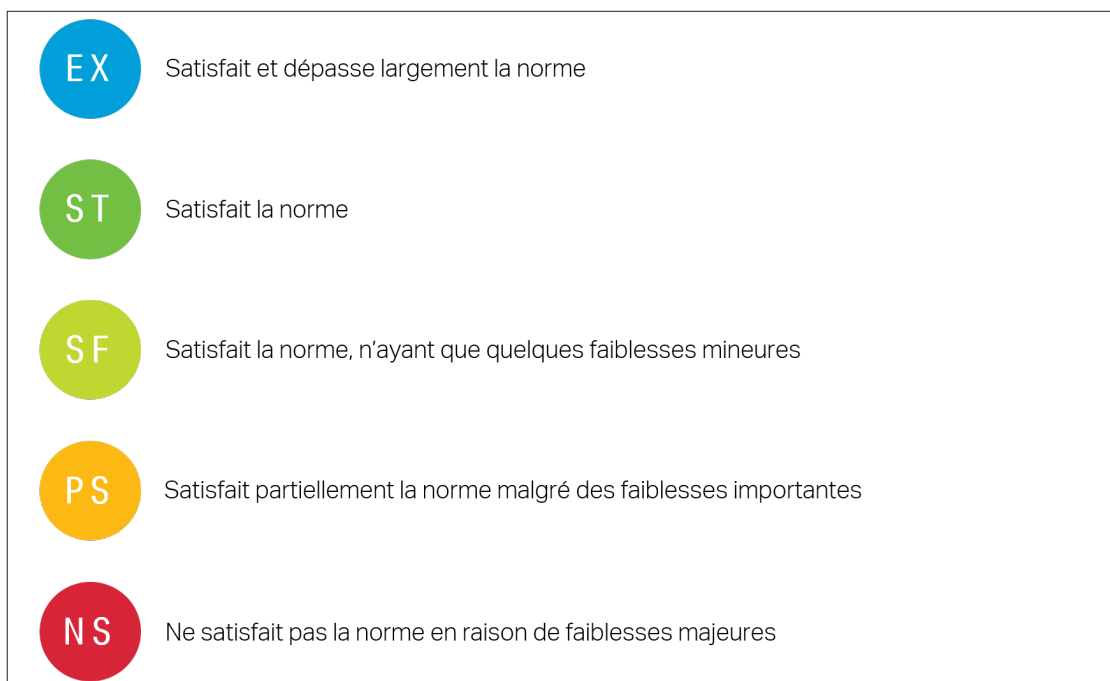 EX Satisfait et dépasse largement la norme
ST Satisfait la norme
SF Satisfait la norme, n’ayant que quelques faiblesses mineures
PS Satisfait partiellement la norme malgré des faiblesses importantes
NS Ne satisfait pas la norme en raison de faiblesses majeures